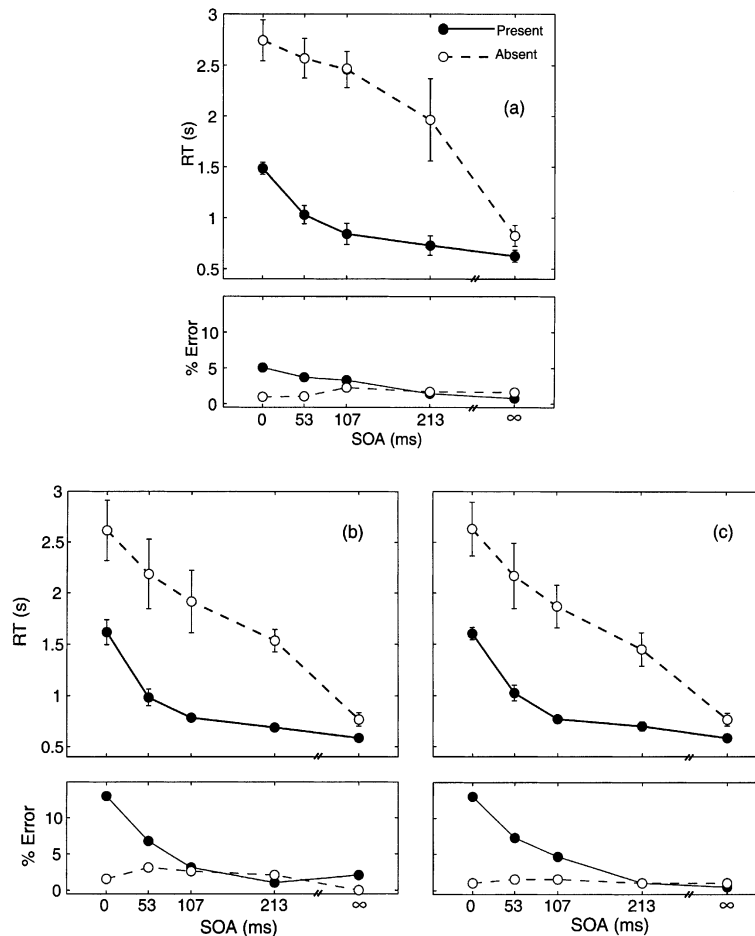 3
2.5
2
1.5
1
0.5
RT (s)
Present
Absent
(a)
10
5
0
% Error
0 53 107 213 ∞
SOA (ms)
3
2.5
2
1.5
1
0.5
RT (s)
(b)
(c)
10
5
0
% Error
0 53 107 213 ∞
SOA (ms)
0 53 107 213 ∞
SOA (ms)